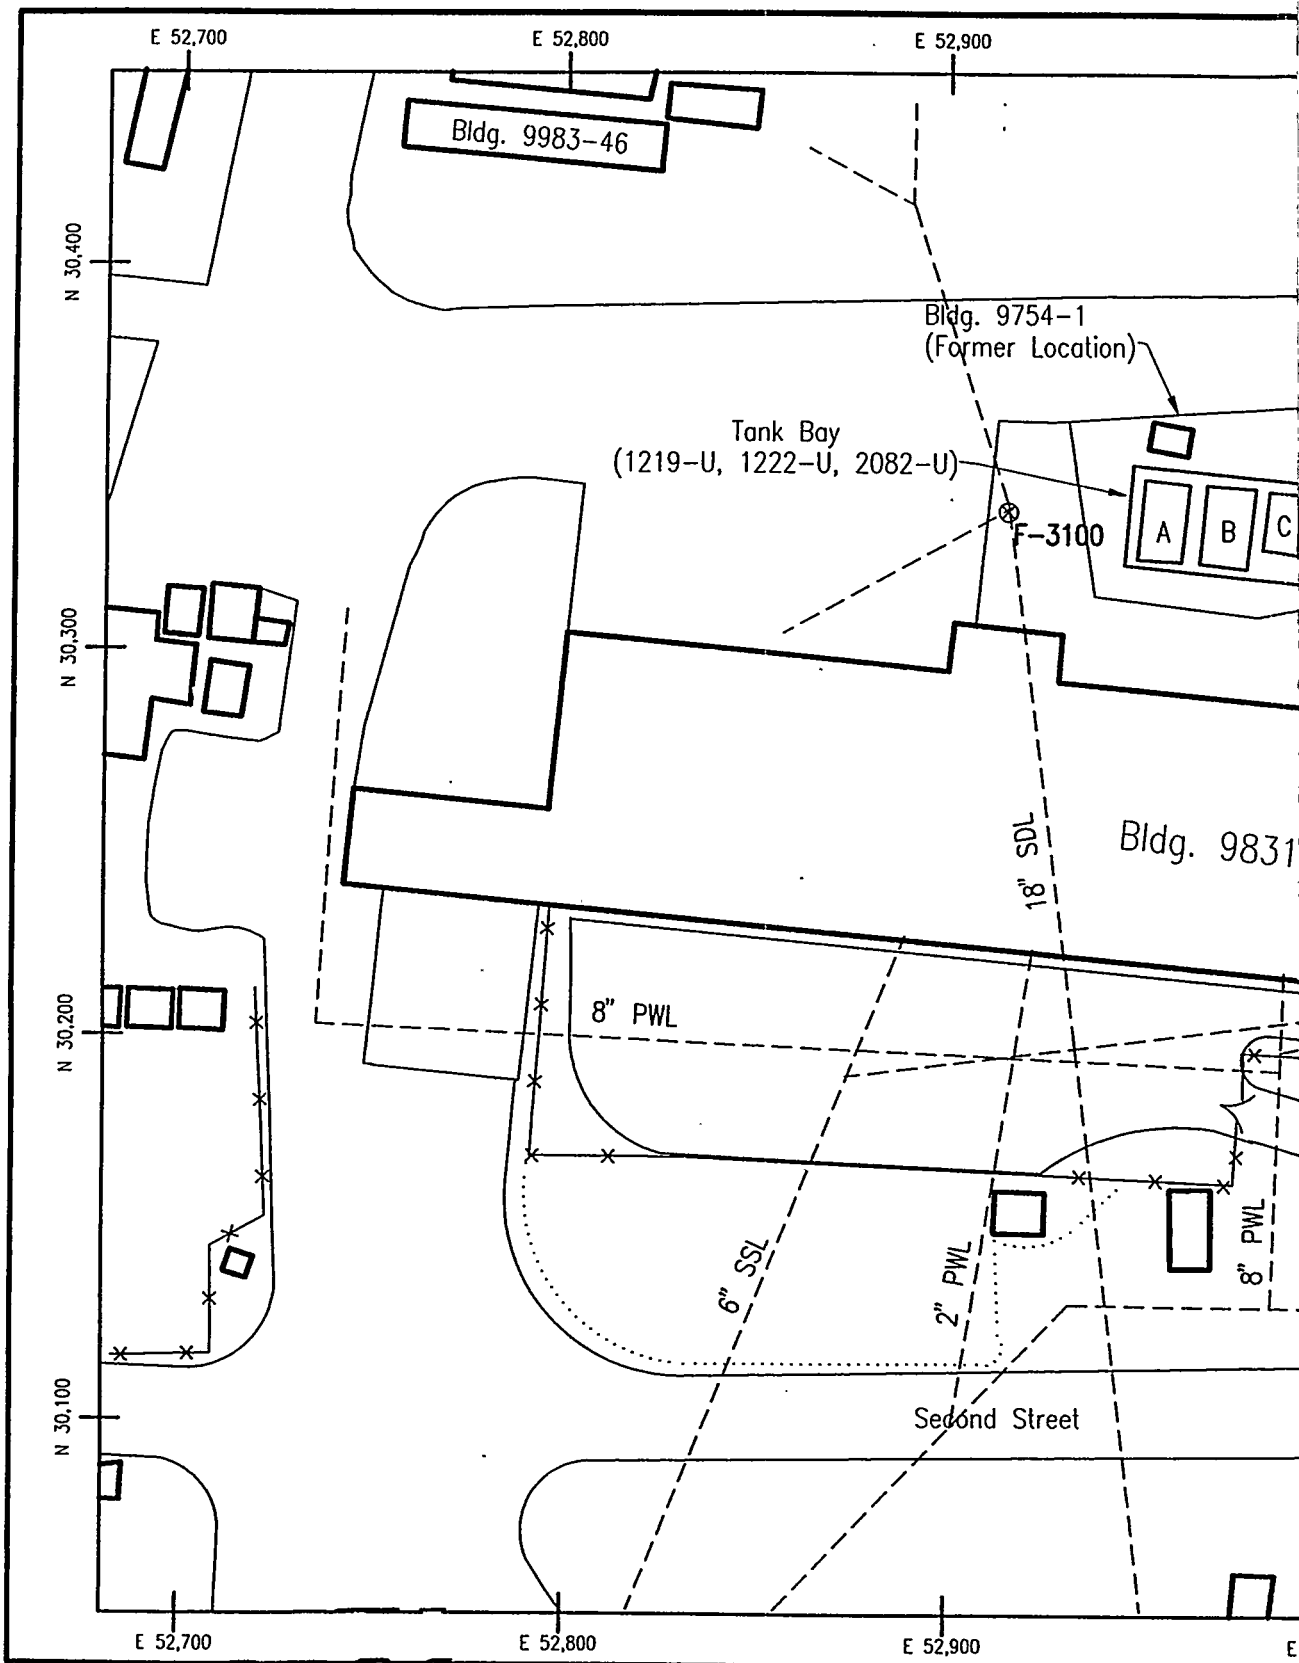 E 52,700
E 52,800
E 52,900
Bldg. 9983-46
N 30,400
Bldg. 9754-1
(Former Location)
Tank Bay
(1219-U, 1222-U, 2082-U)
A
B
C
F-3100
N 30,300
18" SDL
Bldg. 9831
8" PWL
N 30,200
6" SSL
2" PWL
8" PWL
N 30,100
Second Street
E 52,700
E 52,800
E 52,900
E